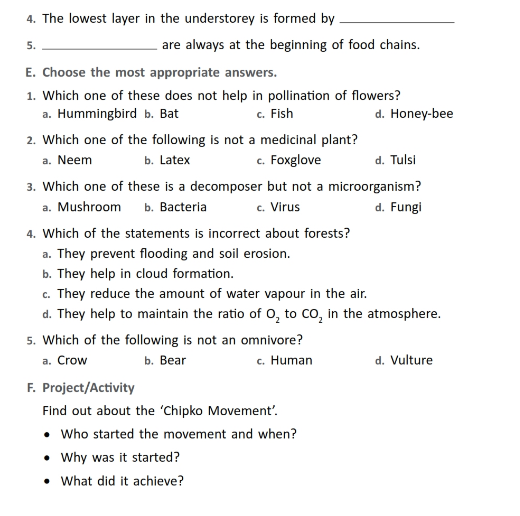 4. The lowest layer in the understorey is formed by ____________________
5. ____________________ are always at the beginning of food chains.
E. Choose the most appropriate answers.
1. Which one of these does not help in pollination of flowers?
a. Hummingbird b. Bat c. Fish d. Honey-bee
2. Which one of the following is not a medicinal plant?
a. Neem b. Latex c. Foxglove d. Tulsi
3. Which one of these is a decomposer but not a microorganism?
a. Mushroom b. Bacteria c. Virus d. Fungi
4. Which of the statements is incorrect about forests?
a. They prevent flooding and soil erosion.
b. They help in cloud formation.
c. They reduce the amount of water vapour in the air.
d. They help to maintain the ratio of O₂ to CO₂ in the atmosphere.
5. Which of the following is not an omnivore?
a. Crow b. Bear c. Human d. Vulture
F. Project/Activity
Find out about the ‘Chipko Movement’.
• Who started the movement and when?
• Why was it started?
• What did it achieve?